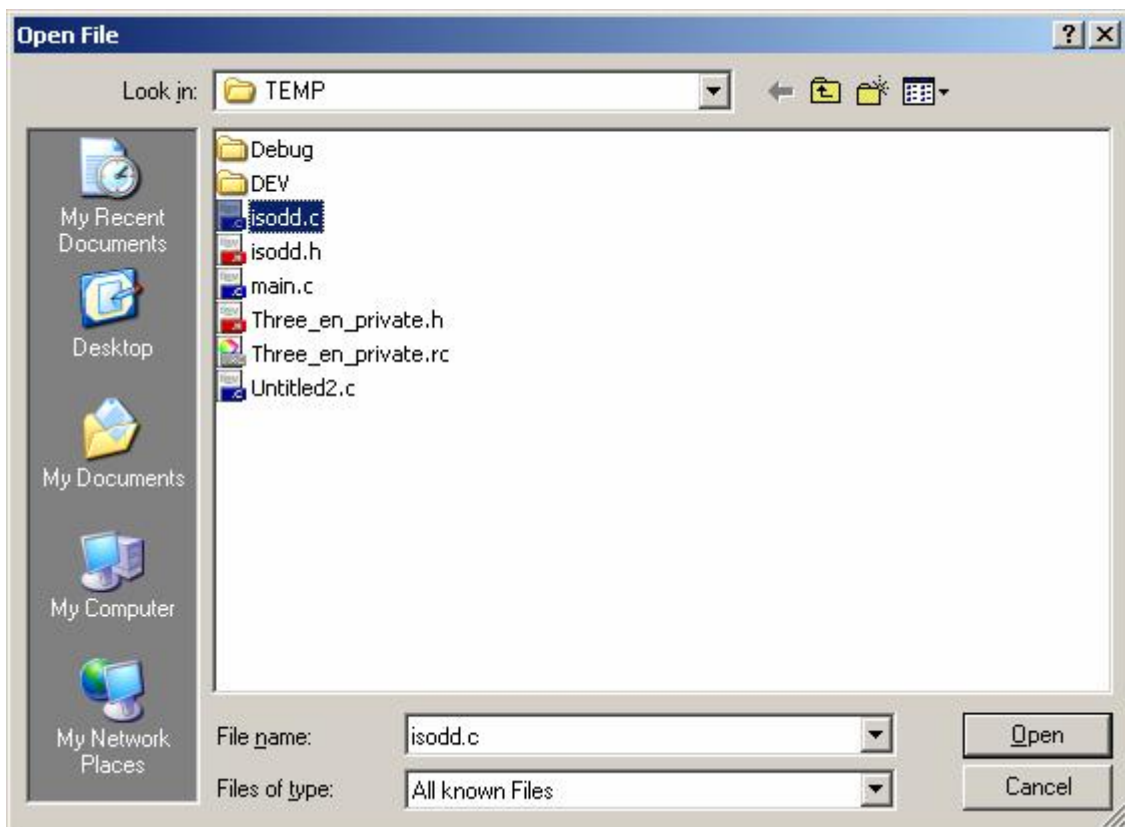 Open File
Look in:
TEMP
My Recent
Documents
Desktop
My Documents
My Computer
My Network
Places
Debug
DEV
isodd.c
isodd.h
main.c
Three_en_private.h
Three_en_private.rc
Untitled2.c
File name:
isodd.c
Open
Files of type:
All known Files
Cancel